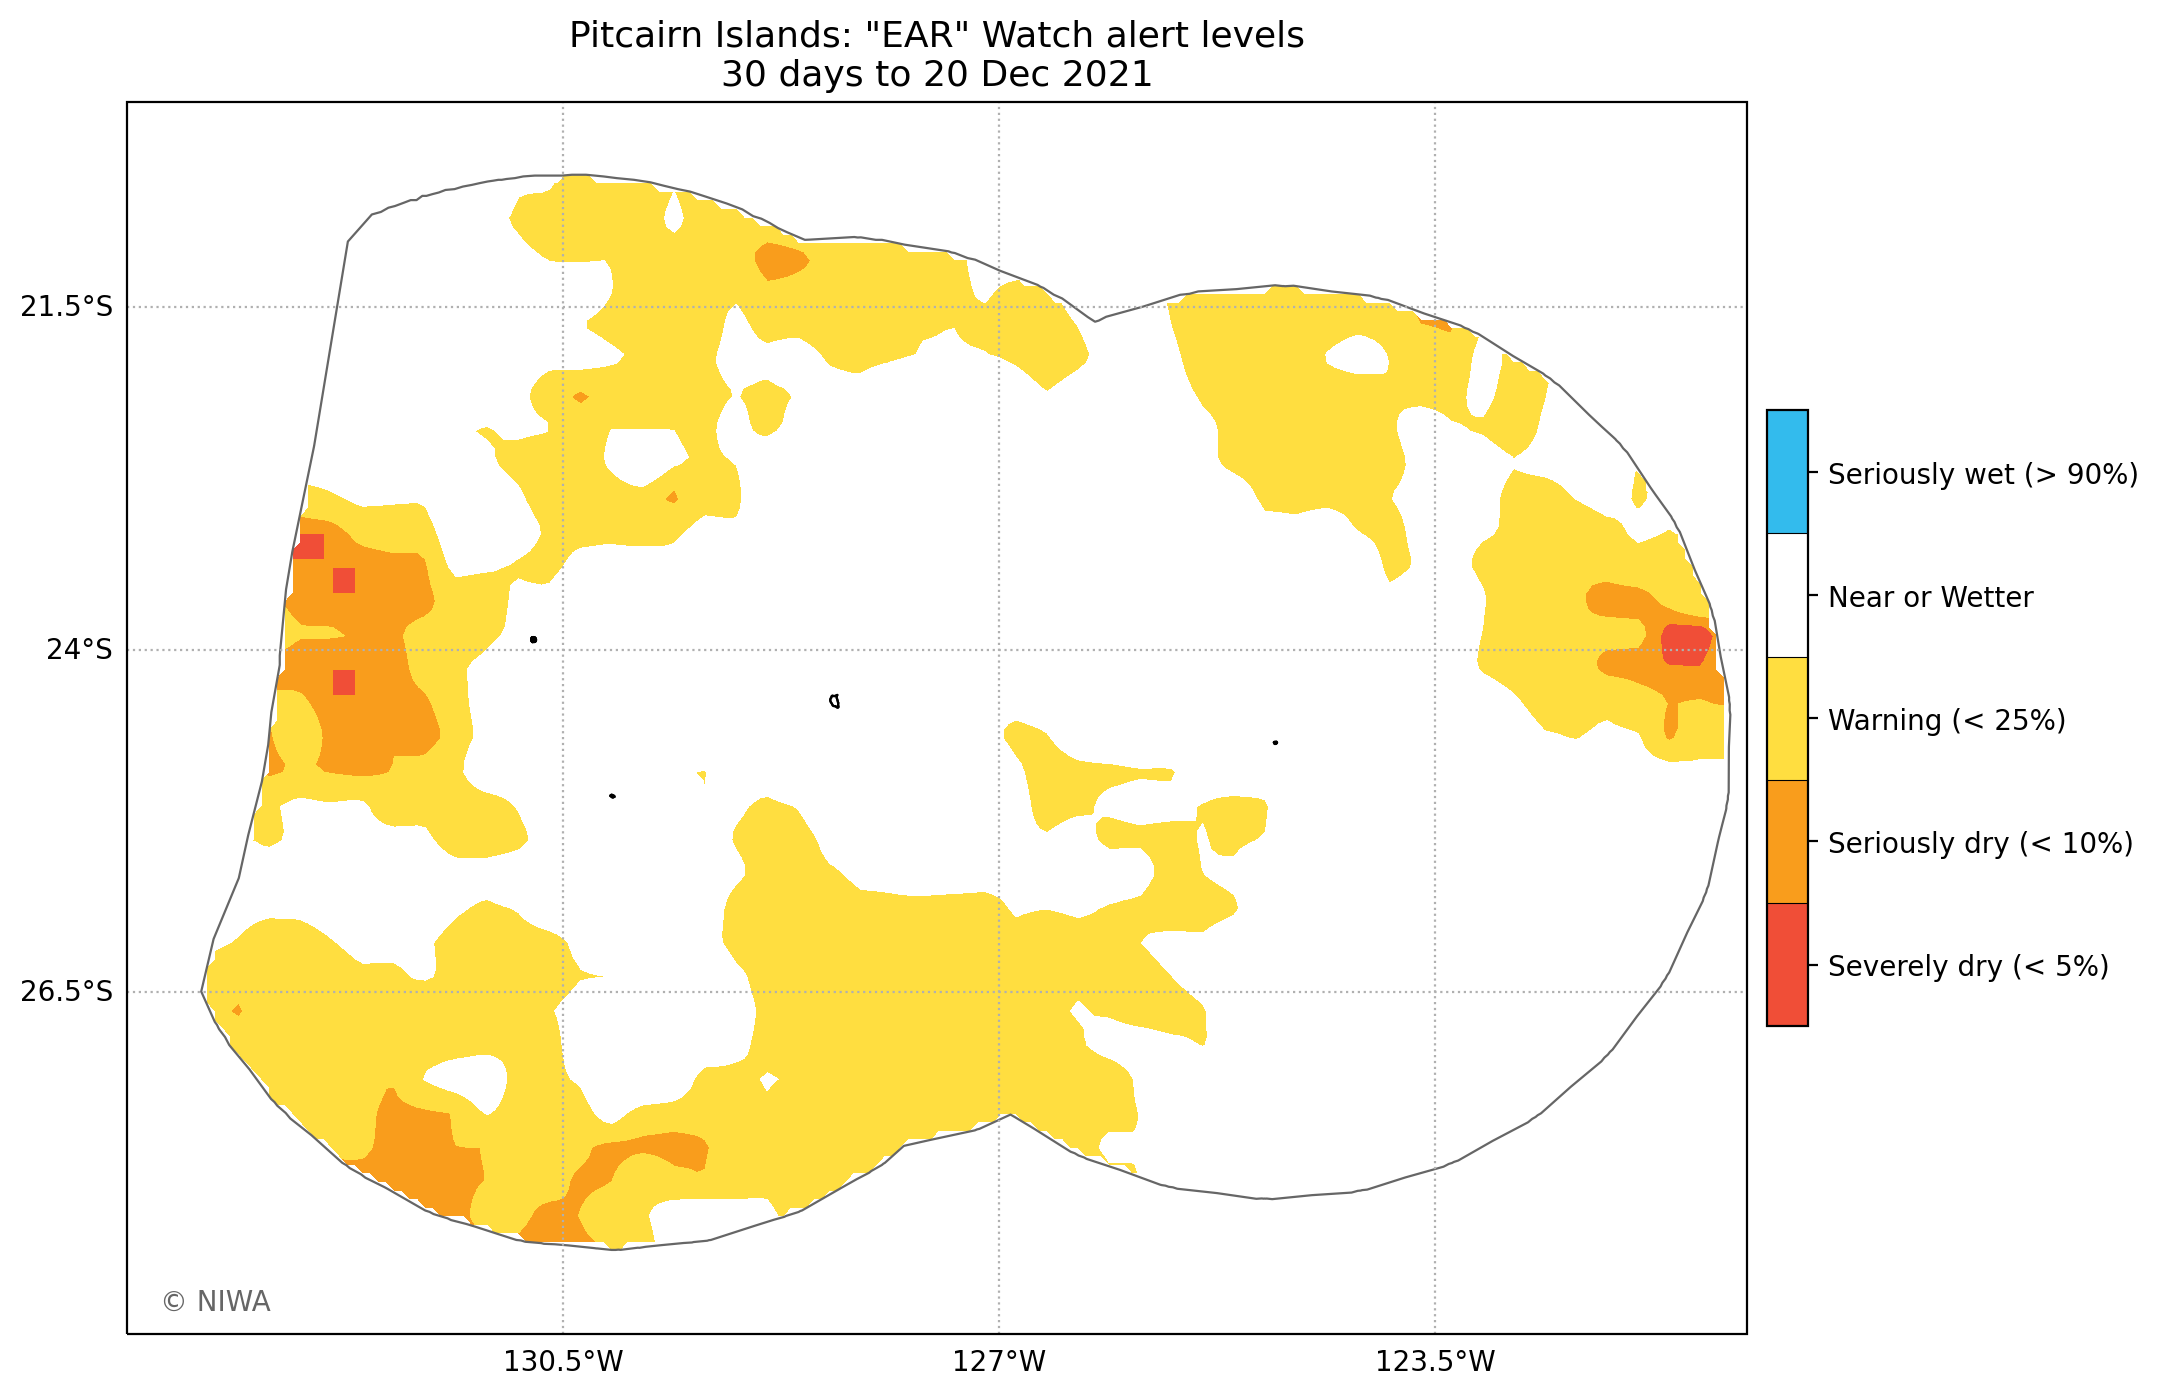 Pitcairn Islands: "EAR" Watch alert levels
30 days to 20 Dec 2021
21.5°S
24°S
26.5°S
130.5°W
127°W
123.5°W
Seriously wet (> 90%)
Near or Wetter
Warning (< 25%)
Seriously dry (< 10%)
Severely dry (< 5%)
© NIWA